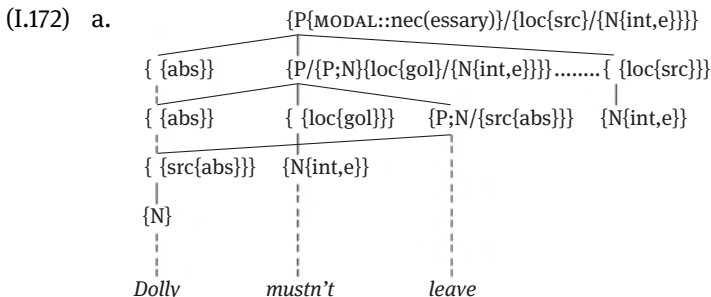 (I.172) a. {P{MODAL::nec(essary)}/{loc{src}/{N{int,e}}}}
{ {abs}} {P/{P;N}{loc{gol}/{N{int,e}}}}........{ {loc{src}}}
{ {abs}} { {loc{gol}}} {P;N/{src{abs}}} {N{int,e}}
{ {src{abs}}} {N{int,e}}
{N}
Dolly mustn't leave